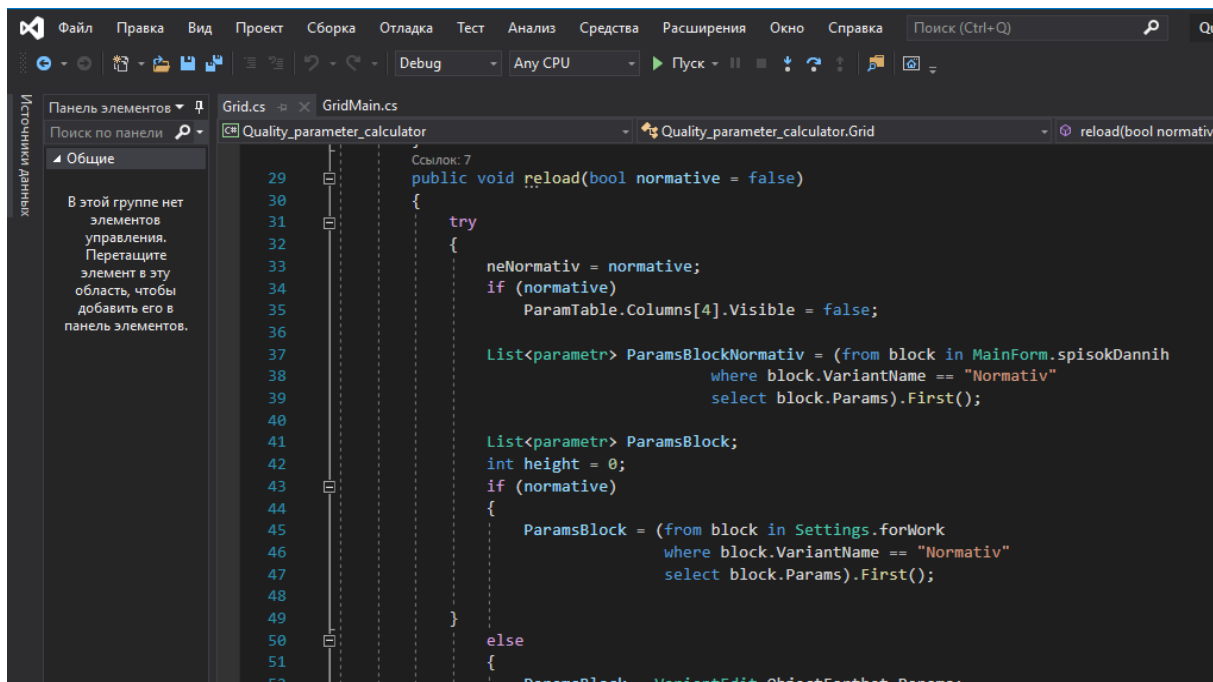 Файл Правка Вид Проект Сборка Отладка Тест Анализ Средства Расширения Окно Справка Поиск (Ctrl+Q)
Debug Any CPU Пуск
Источники данных
Панель элементов
Поиск по панели
Общие
В этой группе нет
элементов
управления.
Перетащите
элемент в эту
область, чтобы
добавить его в
панель элементов.
Grid.cs GridMain.cs
C# Quality_parameter_calculator Quality_parameter_calculator.Grid reload(bool normativ
Ссылок: 7
29 public void reload(bool normative = false)
30 {
31 try
32 {
33 neNormativ = normative;
34 if (normative)
35 ParamTable.Columns[4].Visible = false;
36
37 List<parametr> ParamsBlockNormativ = (from block in MainForm.spisokDannih
38 where block.VariantName == "Normativ"
39 select block.Params).First();
40
41 List<parametr> ParamsBlock;
42 int height = 0;
43 if (normative)
44 {
45 ParamsBlock = (from block in Settings.forWork
46 where block.VariantName == "Normativ"
47 select block.Params).First();
48
49 }
50 else
51 {